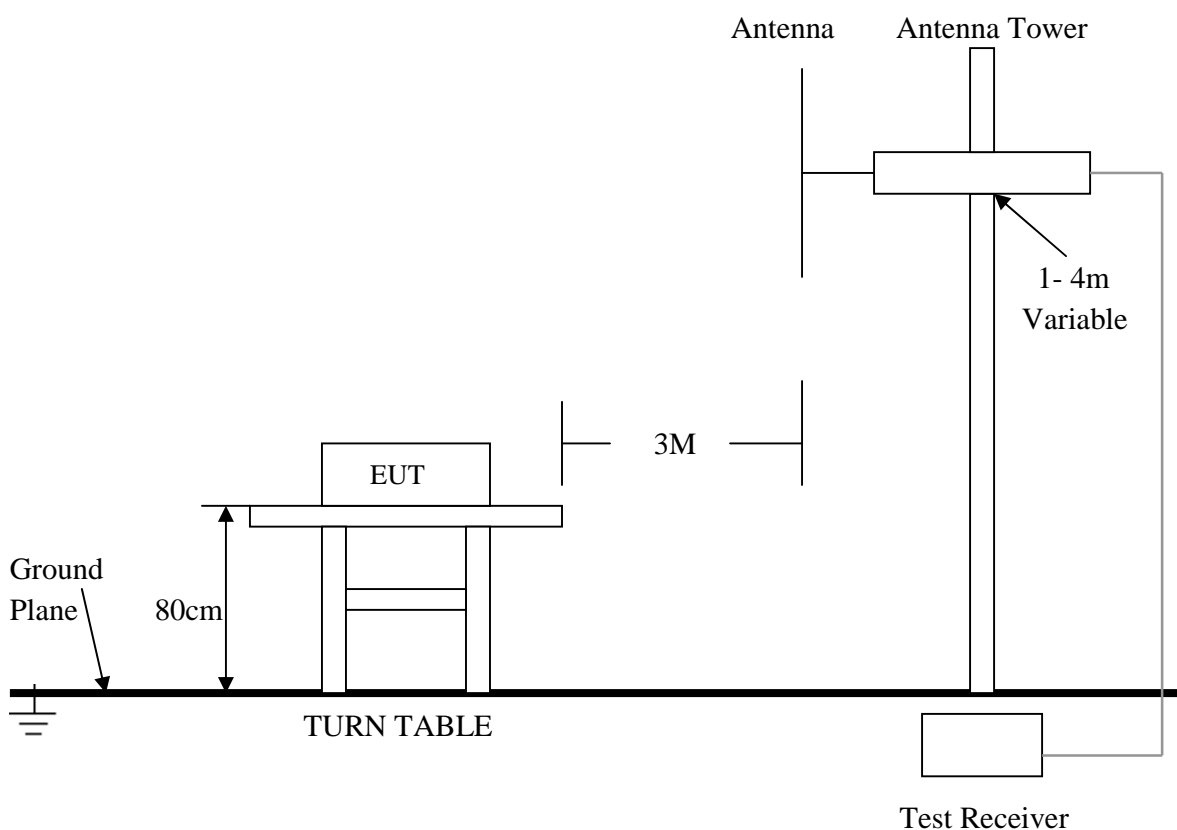 Antenna
Antenna Tower
1- 4m
Variable
3M
EUT
Ground
Plane
80cm
TURN TABLE
Test Receiver